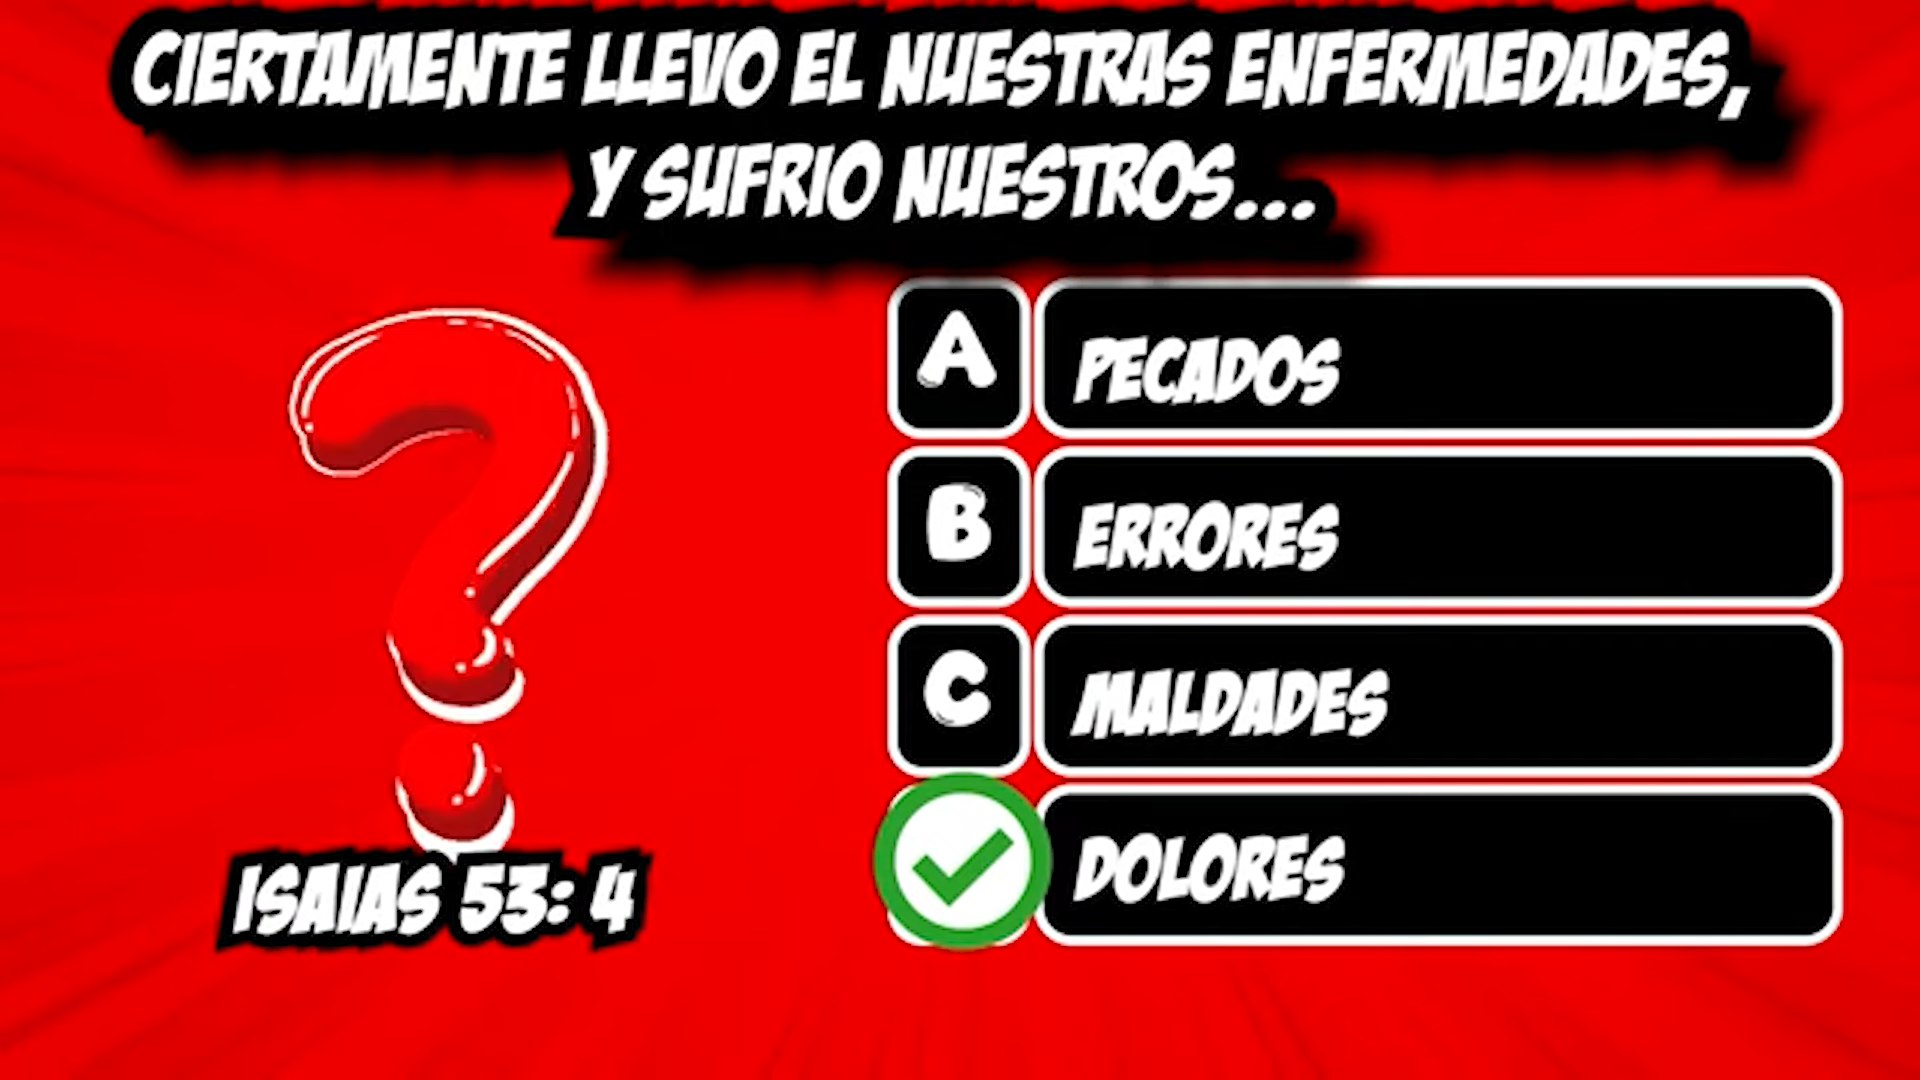 CIERTAMENTE LLEVO EL NUESTRAS ENFERMEDADES,
Y SUFRIO NUESTROS...
A PECADOS
B ERRORES
C MALDADES
DOLORES
ISAIAS 53: 4